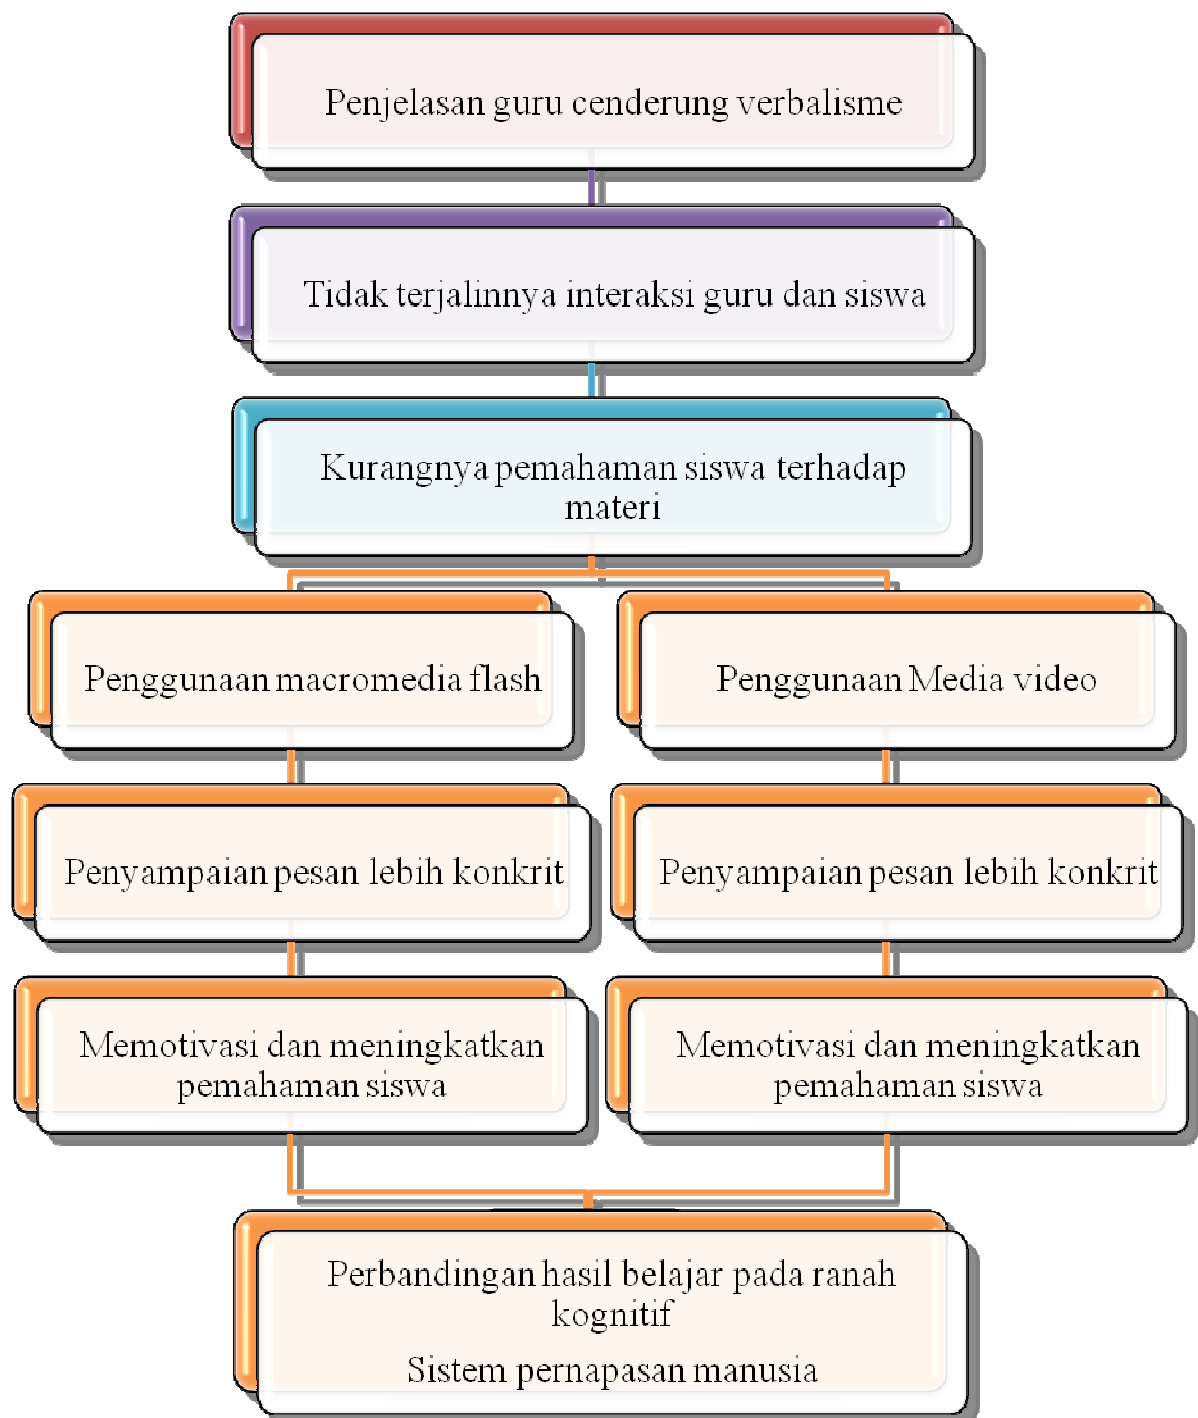 Penjelasan guru cenderung verbalisme
Tidak terjalinnya interaksi guru dan siswa
Kurangnya pemahaman siswa terhadap
materi
Penggunaan macromedia flash
Penggunaan Media video
Penyampaian pesan lebih konkrit
Penyampaian pesan lebih konkrit
Memotivasi dan meningkatkan
pemahaman siswa
Memotivasi dan meningkatkan
pemahaman siswa
Perbandingan hasil belajar pada ranah
kognitif
Sistem pernapasan manusia